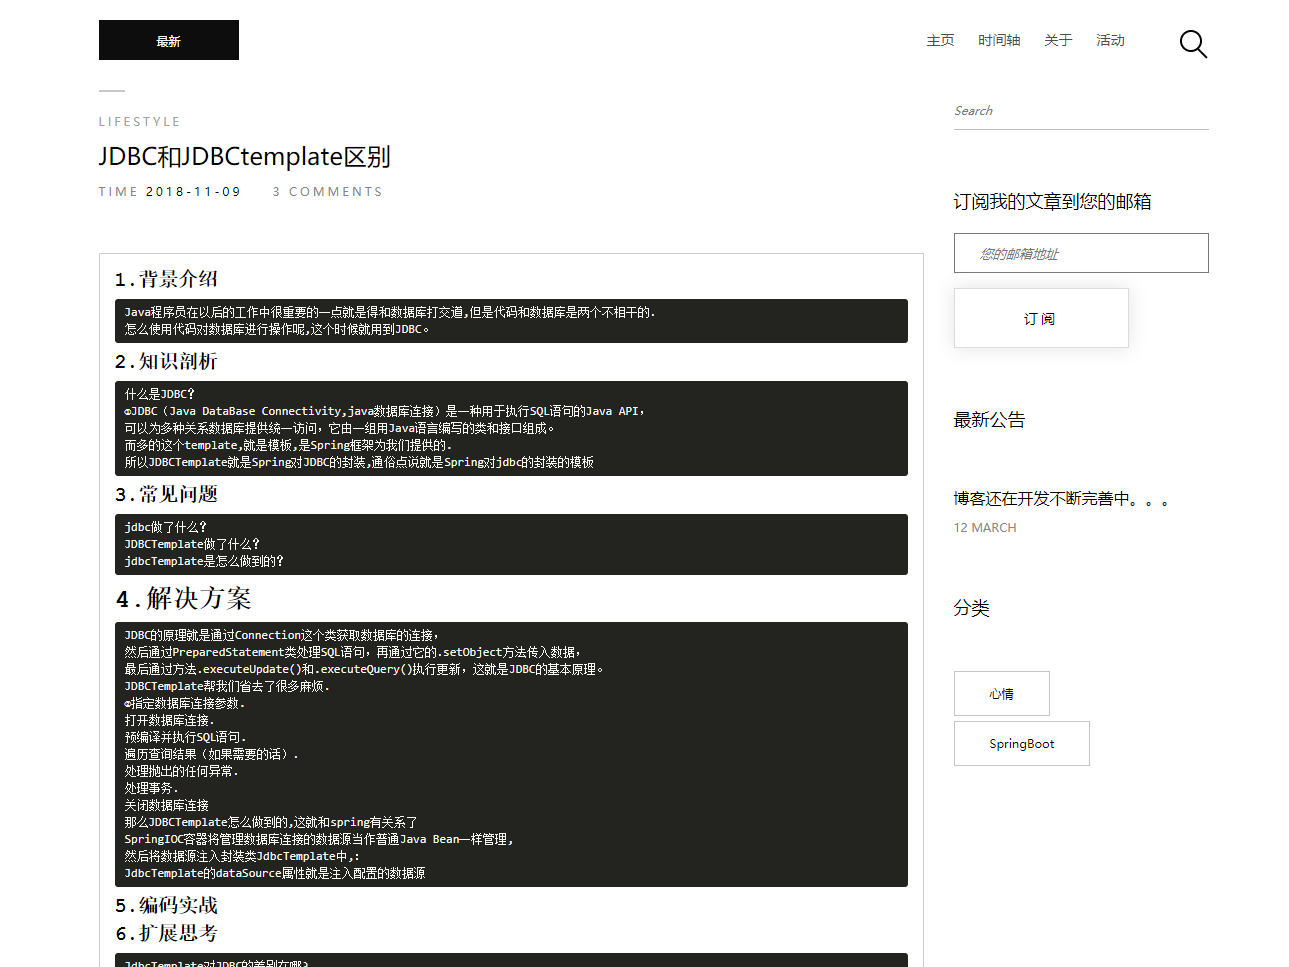 最新
主页 时间轴 关于 活动
LIFESTYLE
JDBC和JDBCtemplate区别
TIME 2018-11-09 3 COMMENTS
1.背景介绍
Java程序员在以后的工作中很重要的一点就是得和数据库打交道,但是代码和数据库是两个不相干的.
怎么使用代码对数据库进行操作呢,这个时候就用到JDBC。
2.知识剖析
什么是JDBC?
JDBC（Java DataBase Connectivity,java数据库连接）是一种用于执行SQL语句的Java API，
可以为多种关系数据库提供统一访问，它由一组用Java语言编写的类和接口组成。
而多的这个template,就是模板,是Spring框架为我们提供的.
所以JDBCTemplate就是Spring对JDBC的封装,通俗点说就是Spring对jdbc的封装的模板
3.常见问题
jdbc做了什么?
JDBCTemplate做了什么?
jdbcTemplate是怎么做到的?
4.解决方案
JDBC的原理就是通过Connection这个类获取数据库的连接，
然后通过PreparedStatement类处理SQL语句，再通过它的.setObject方法传入数据，
最后通过方法.executeUpdate()和.executeQuery()执行更新，这就是JDBC的基本原理。
JDBCTemplate帮我们省去了很多麻烦.
指定数据库连接参数.
打开数据库连接.
预编译并执行SQL语句.
遍历查询结果（如果需要的话）.
处理抛出的任何异常.
处理事务.
关闭数据库连接
那么JDBCTemplate怎么做到的,这就和spring有关系了
SpringIOC容器将管理数据库连接的数据源当作普通Java Bean一样管理,
然后将数据源注入封装类JdbcTemplate中,:
JdbcTemplate的dataSource属性就是注入配置的数据源
5.编码实战
6.扩展思考
JdbcTemplate对JDBC的差别在哪?
Search
订阅我的文章到您的邮箱
您的邮箱地址
订阅
最新公告
博客还在开发不断完善中。。。
12 MARCH
分类
心情
SpringBoot